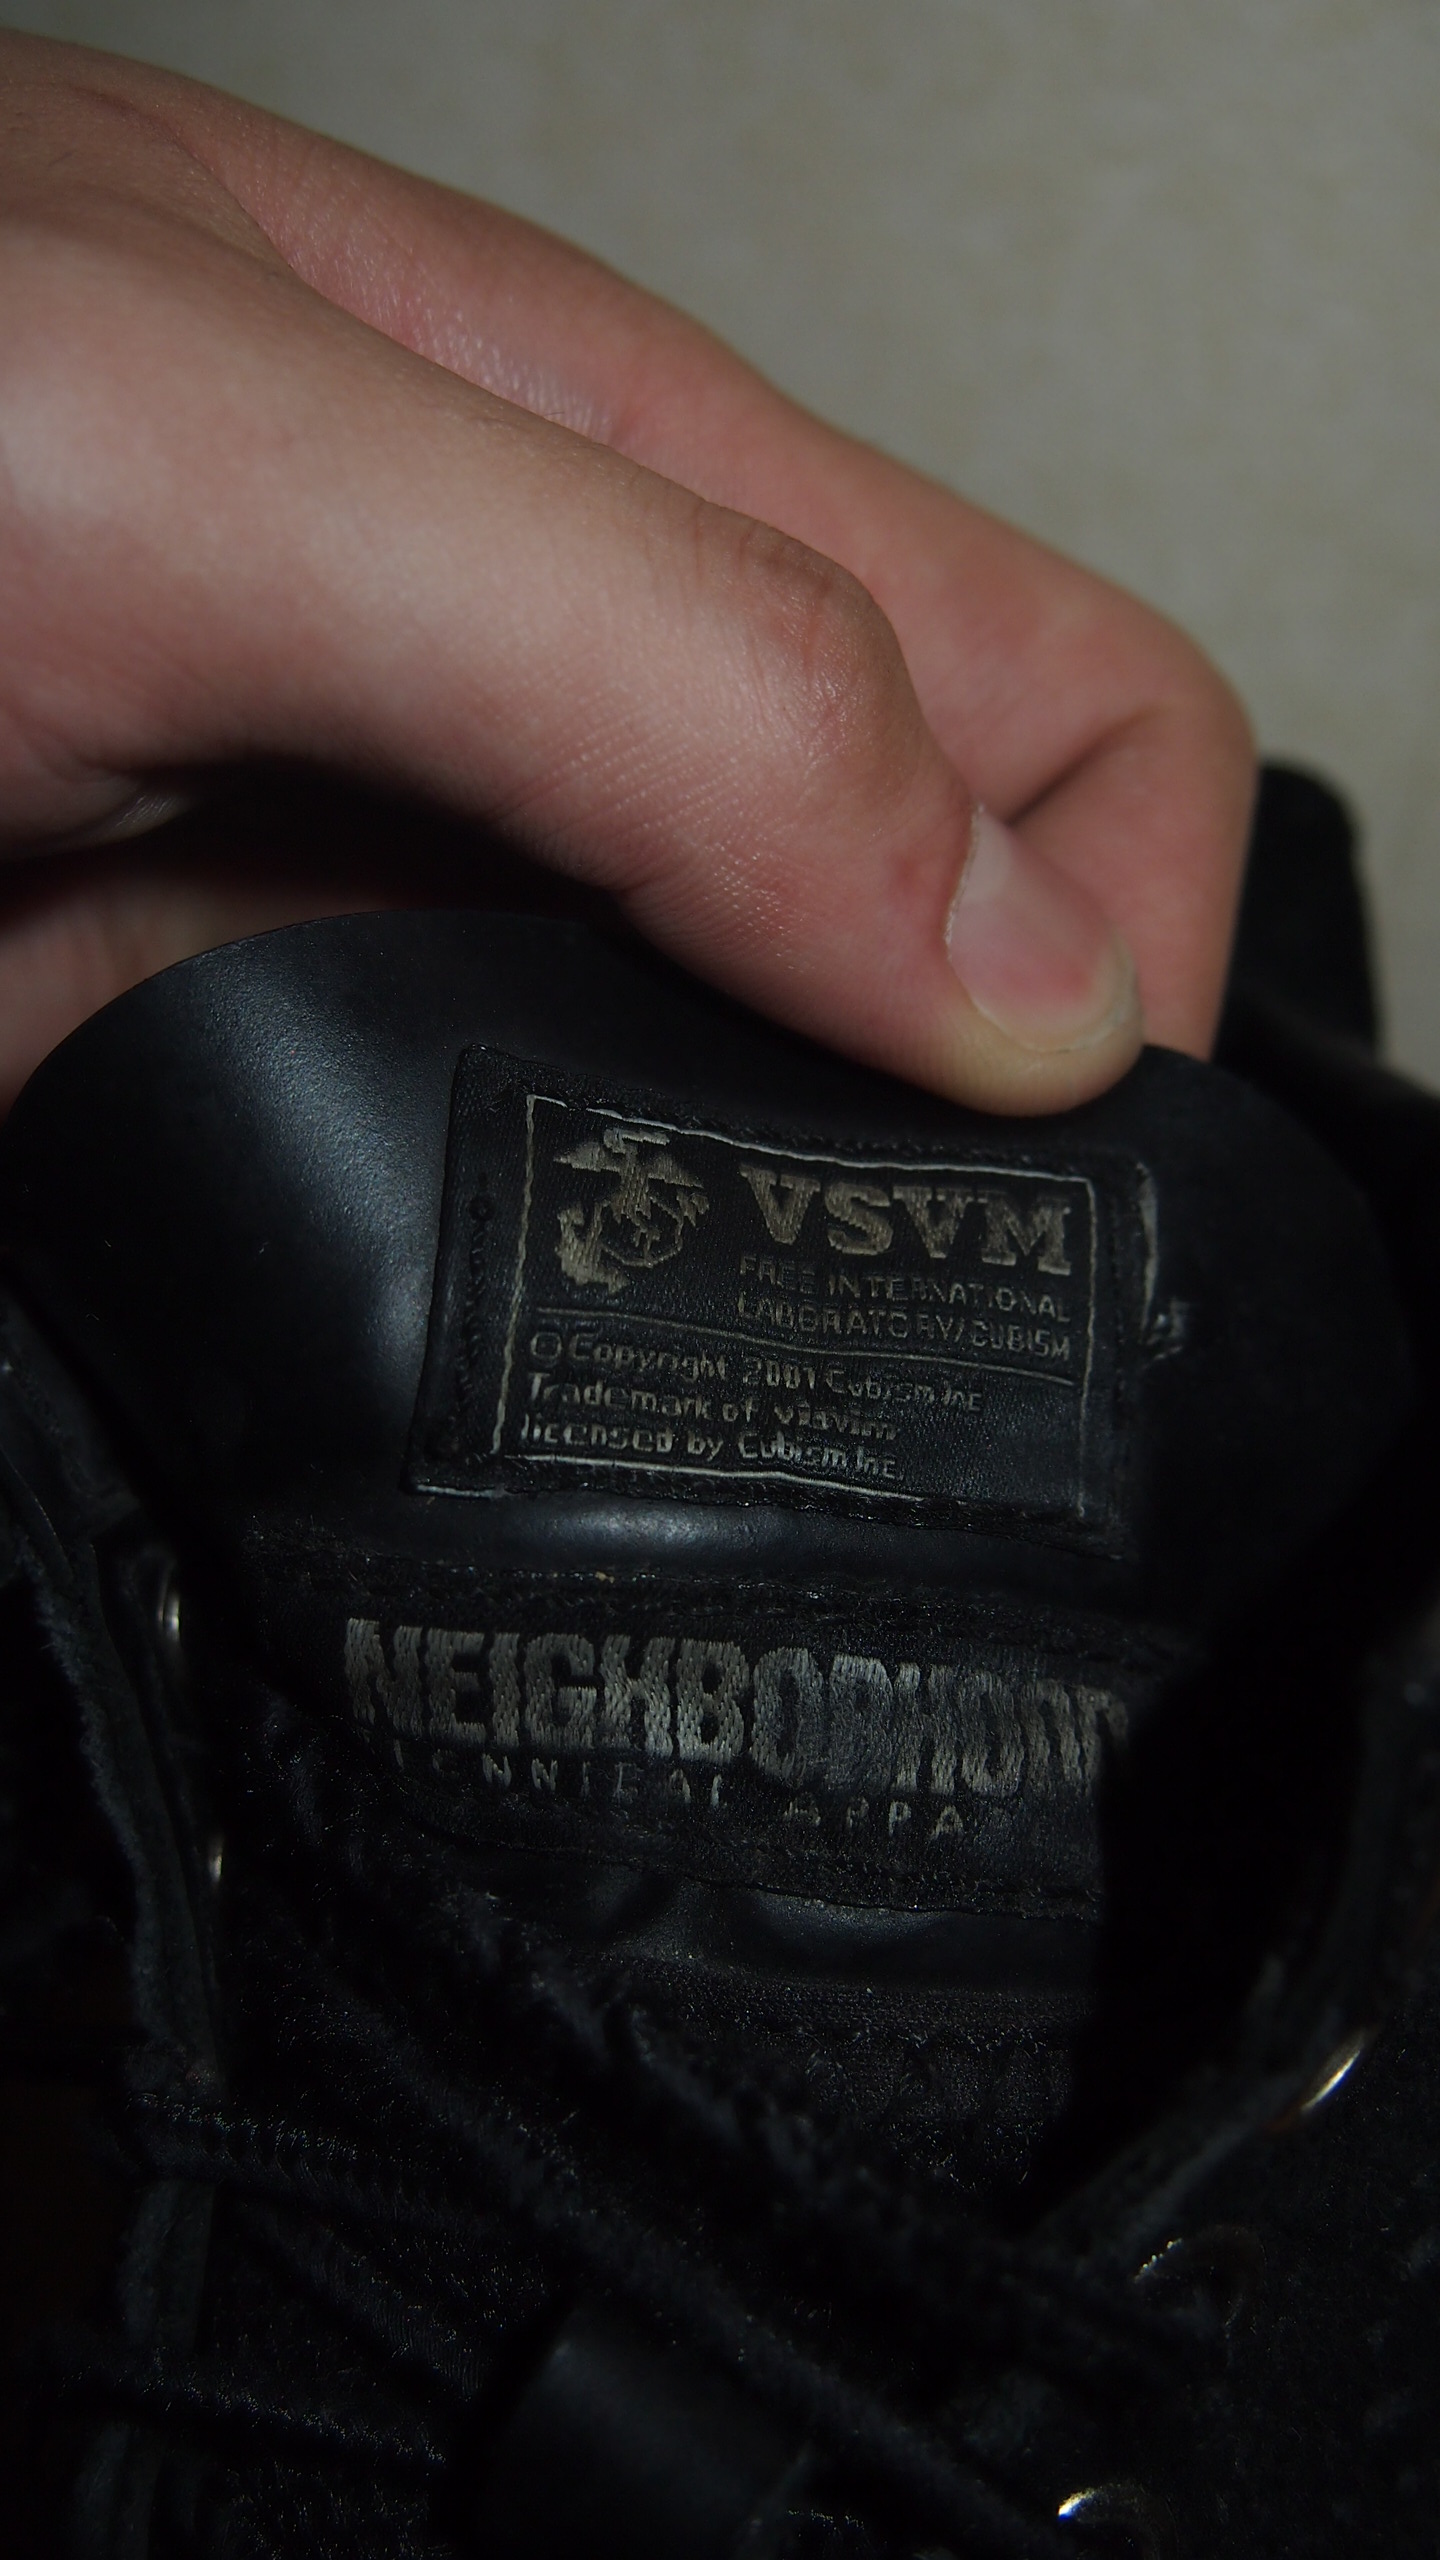 VSVM
FREE INTERNATIONAL
LABORATORY/CUBISM
© Copyright 2001 Cubism Inc
Trademark of visvim
licensed by Cubism Inc.
NEIGHBORHOOD